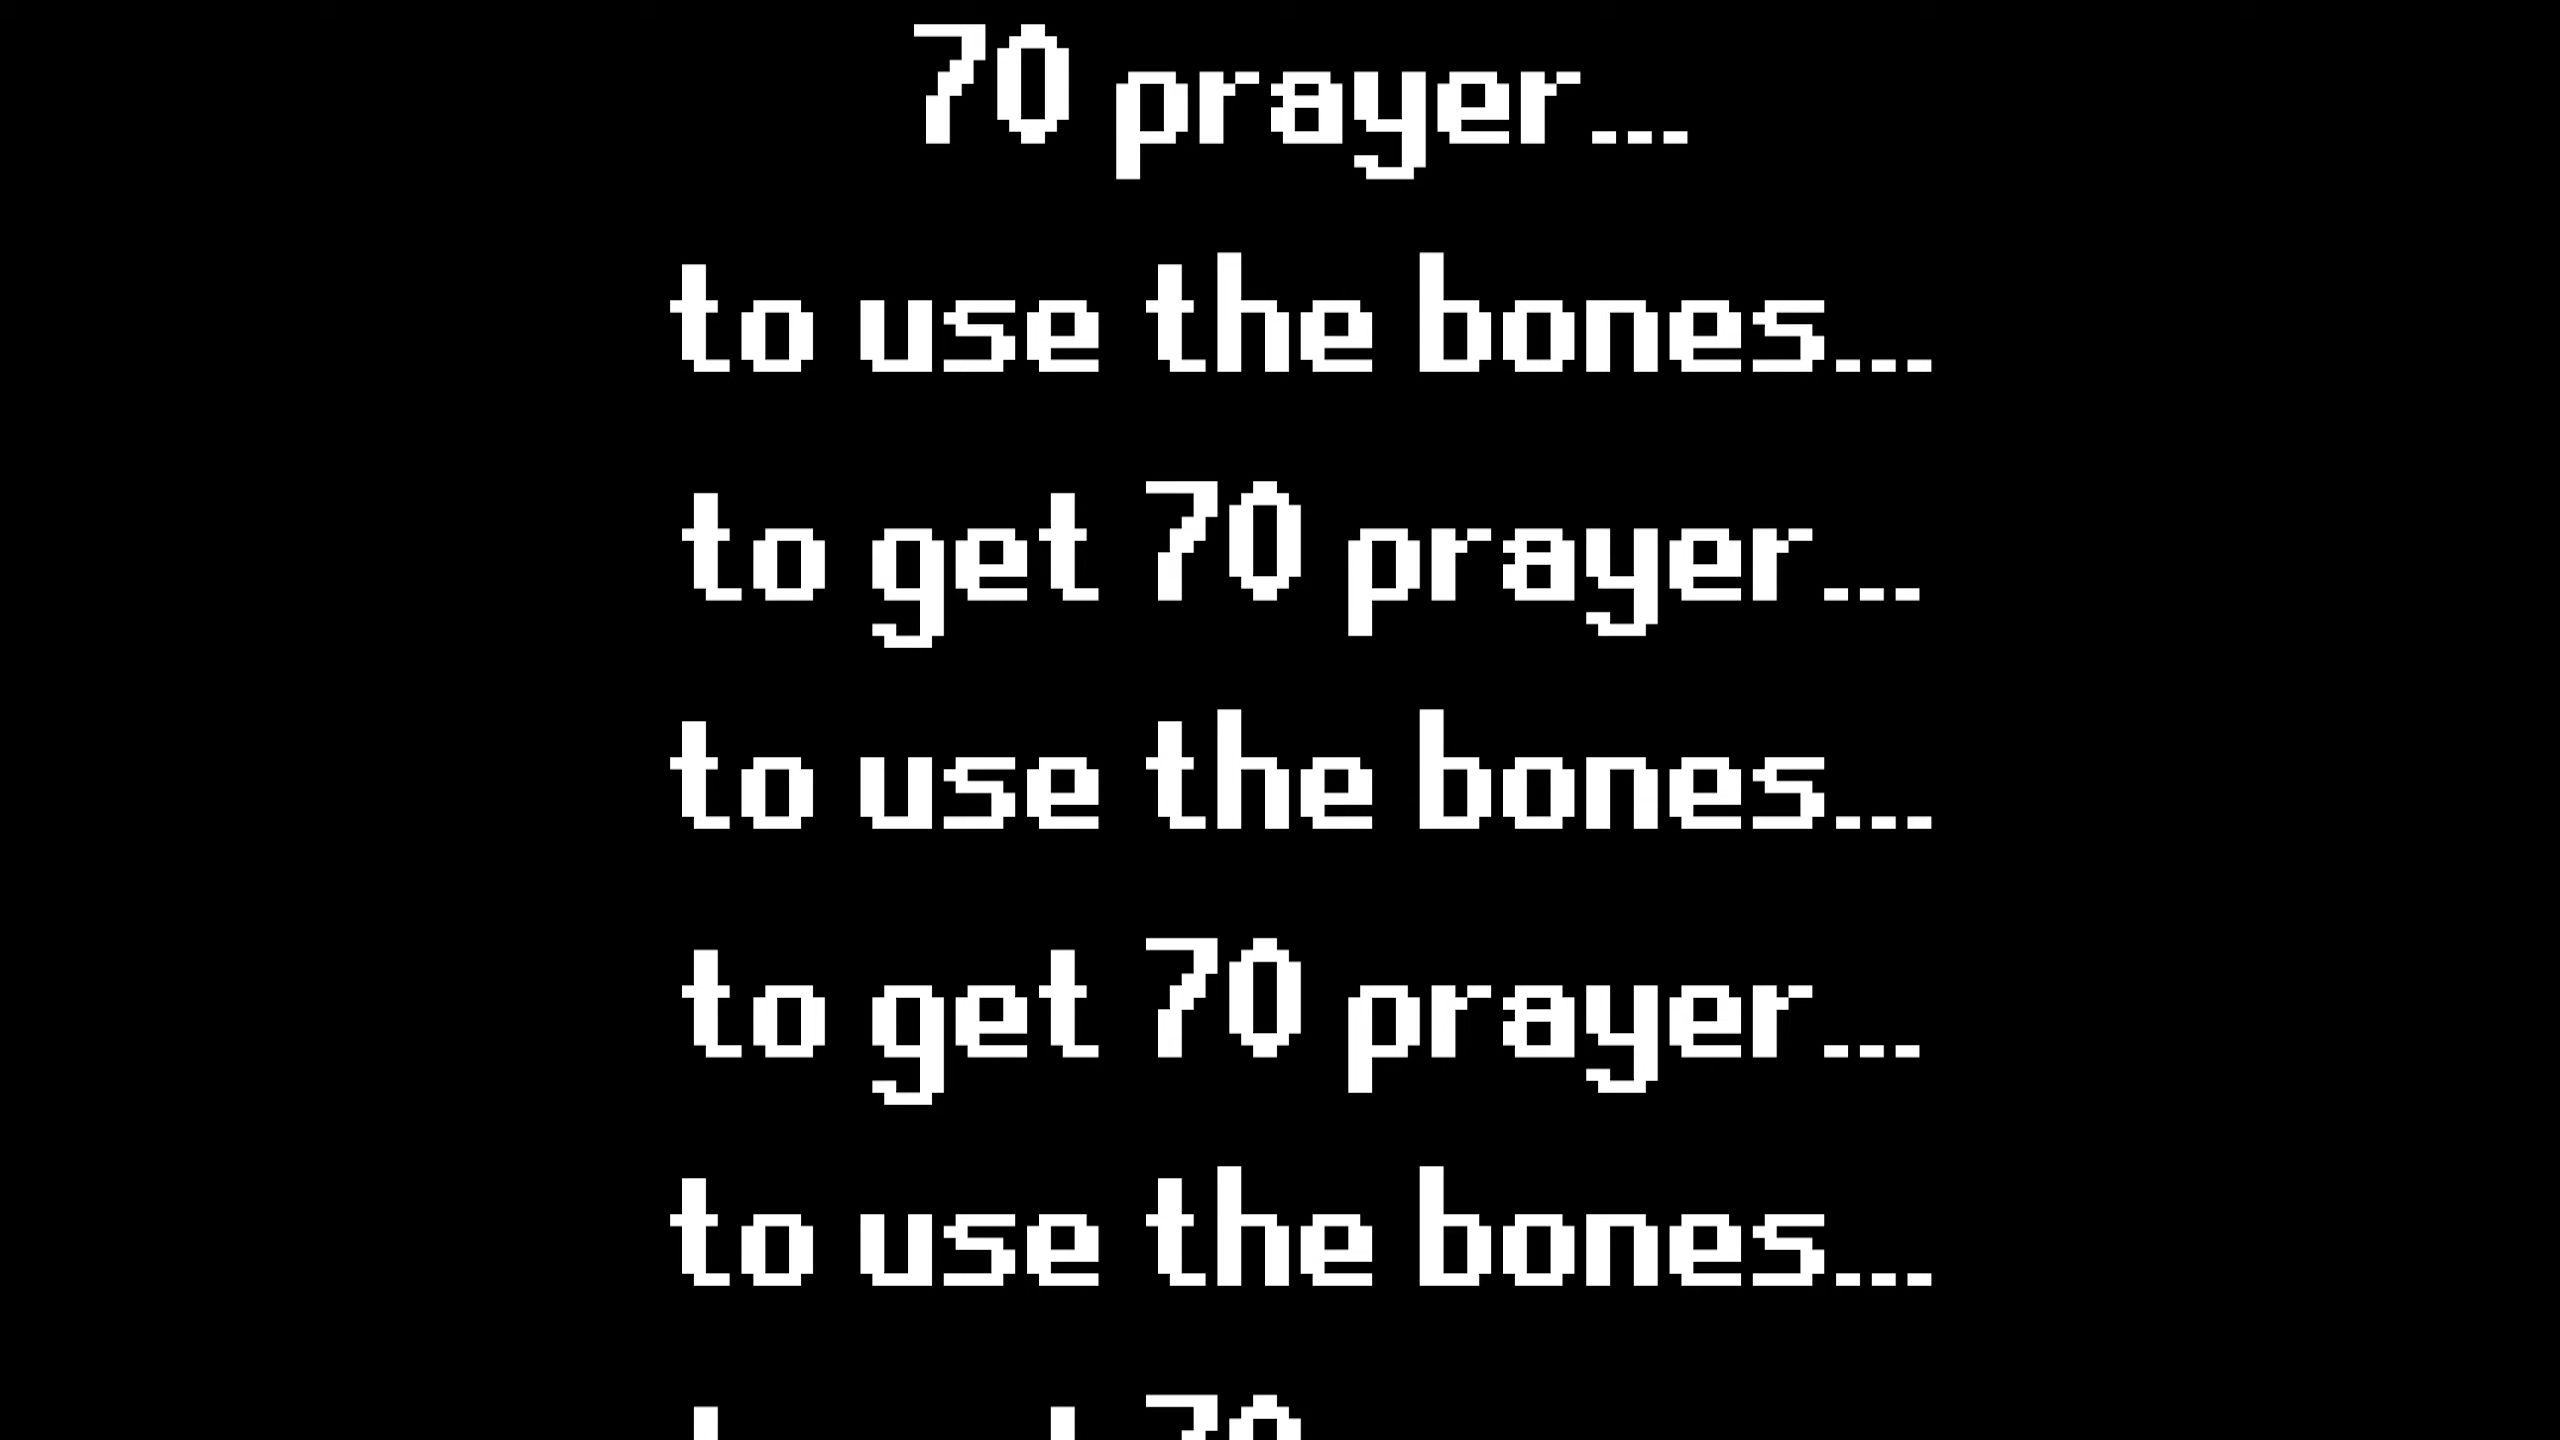 70 prayer...
to use the bones...
to get 70 prayer...
to use the bones...
to get 70 prayer...
to use the bones...
70